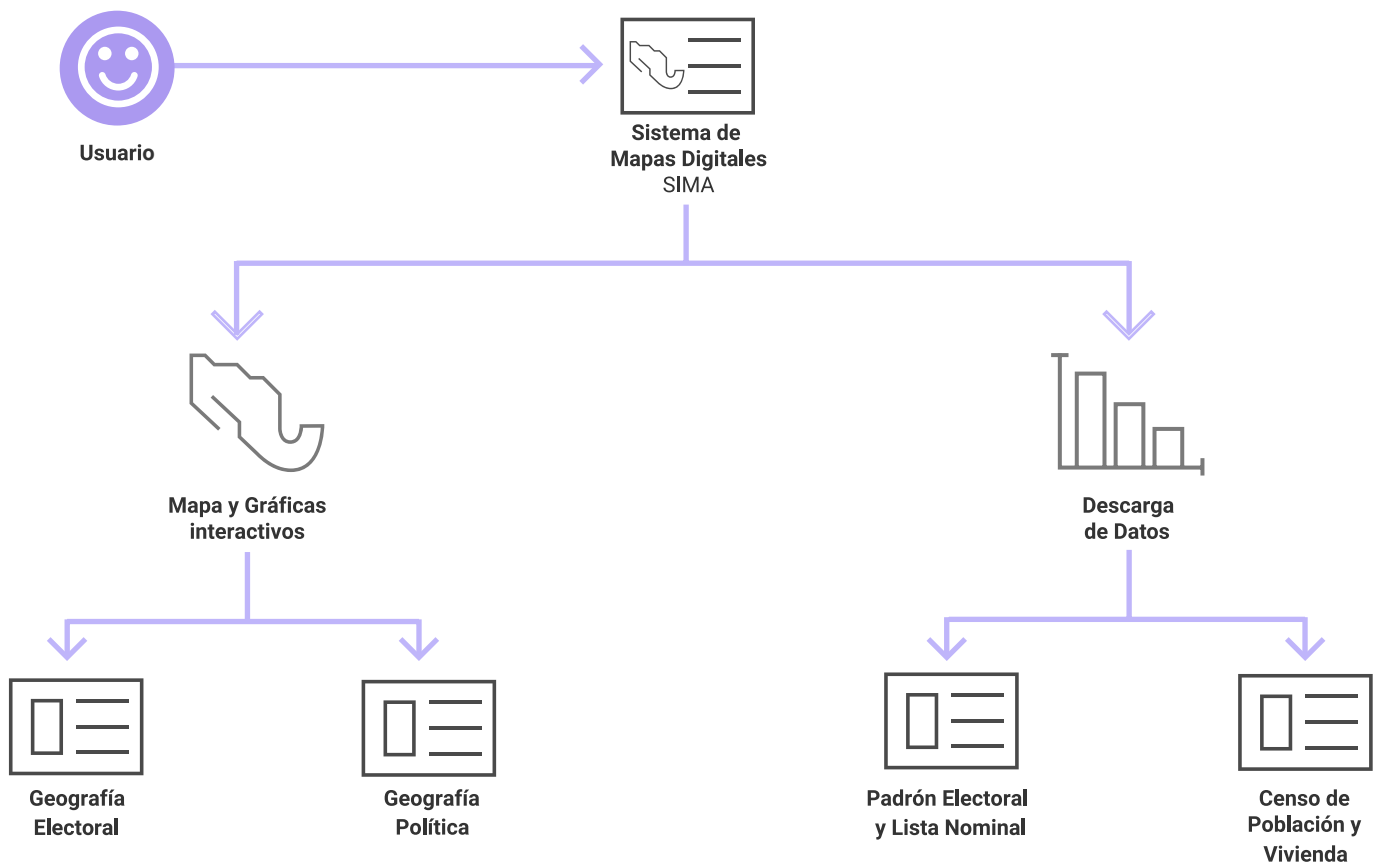 Usuario
Sistema de
Mapas Digitales
SIMA
Mapa y Gráficas
interactivos
Descarga
de Datos
Geografía
Electoral
Geografía
Política
Padrón Electoral
y Lista Nominal
Censo de
Población y
Vivienda